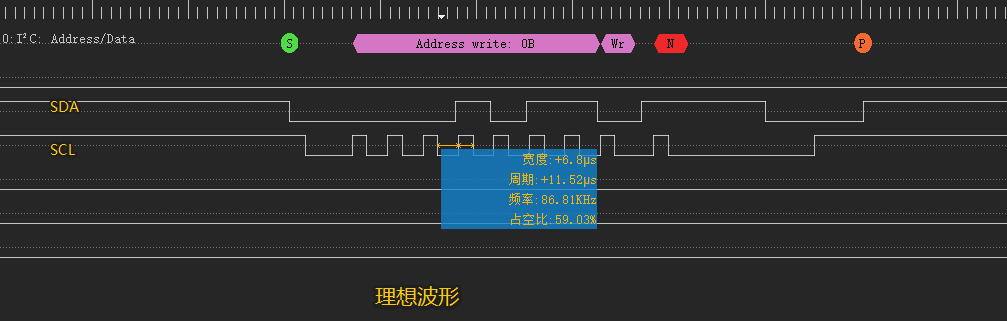 0:I²C: Address/Data
S
Address write: 0B
Wr
N
P
SDA
SCL
宽度:+6.8μs
周期:+11.52μs
频率:86.81KHz
占空比:59.03%
理想波形